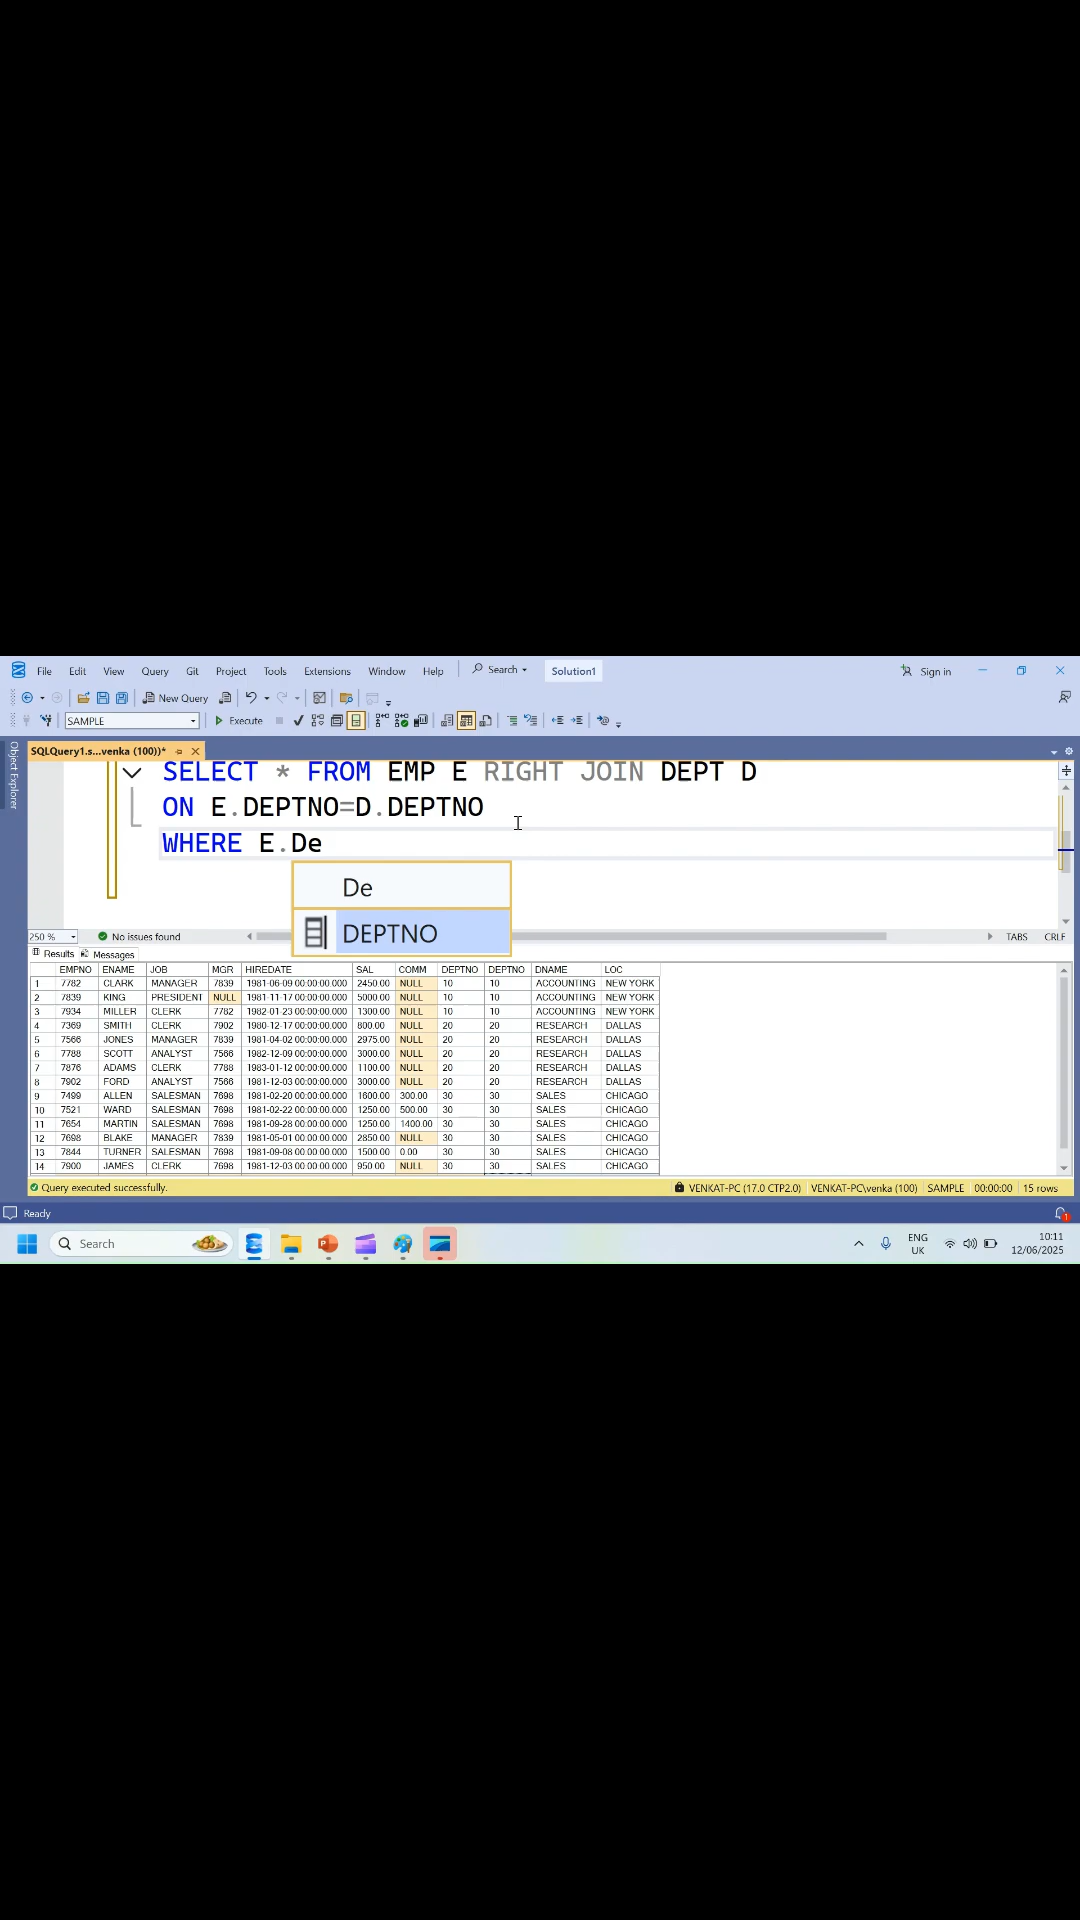 File Edit View Query Git Project Tools Extensions Window Help Search Solution1 Sign in
New Query
SAMPLE Execute
Object Explorer
SQLQuery1.s...venka (100))*
SELECT * FROM EMP E RIGHT JOIN DEPT D
ON E.DEPTNO=D.DEPTNO
WHERE E.De
De
DEPTNO
250 % No issues found TABS CRLF
Results Messages
EMPNO ENAME JOB MGR HIREDATE SAL COMM DEPTNO DEPTNO DNAME LOC
1 7782 CLARK MANAGER 7839 1981-06-09 00:00:00.000 2450.00 NULL 10 10 ACCOUNTING NEW YORK
2 7839 KING PRESIDENT NULL 1981-11-17 00:00:00.000 5000.00 NULL 10 10 ACCOUNTING NEW YORK
3 7934 MILLER CLERK 7782 1982-01-23 00:00:00.000 1300.00 NULL 10 10 ACCOUNTING NEW YORK
4 7369 SMITH CLERK 7902 1980-12-17 00:00:00.000 800.00 NULL 20 20 RESEARCH DALLAS
5 7566 JONES MANAGER 7839 1981-04-02 00:00:00.000 2975.00 NULL 20 20 RESEARCH DALLAS
6 7788 SCOTT ANALYST 7566 1982-12-09 00:00:00.000 3000.00 NULL 20 20 RESEARCH DALLAS
7 7876 ADAMS CLERK 7788 1983-01-12 00:00:00.000 1100.00 NULL 20 20 RESEARCH DALLAS
8 7902 FORD ANALYST 7566 1981-12-03 00:00:00.000 3000.00 NULL 20 20 RESEARCH DALLAS
9 7499 ALLEN SALESMAN 7698 1981-02-20 00:00:00.000 1600.00 300.00 30 30 SALES CHICAGO
10 7521 WARD SALESMAN 7698 1981-02-22 00:00:00.000 1250.00 500.00 30 30 SALES CHICAGO
11 7654 MARTIN SALESMAN 7698 1981-09-28 00:00:00.000 1250.00 1400.00 30 30 SALES CHICAGO
12 7698 BLAKE MANAGER 7839 1981-05-01 00:00:00.000 2850.00 NULL 30 30 SALES CHICAGO
13 7844 TURNER SALESMAN 7698 1981-09-08 00:00:00.000 1500.00 0.00 30 30 SALES CHICAGO
14 7900 JAMES CLERK 7698 1981-12-03 00:00:00.000 950.00 NULL 30 30 SALES CHICAGO
Query executed successfully. VENKAT-PC (17.0 CTP2.0) VENKAT-PC\venka (100) SAMPLE 00:00:00 15 rows
Ready 1
Search P ENG 10:11
UK 12/06/2025